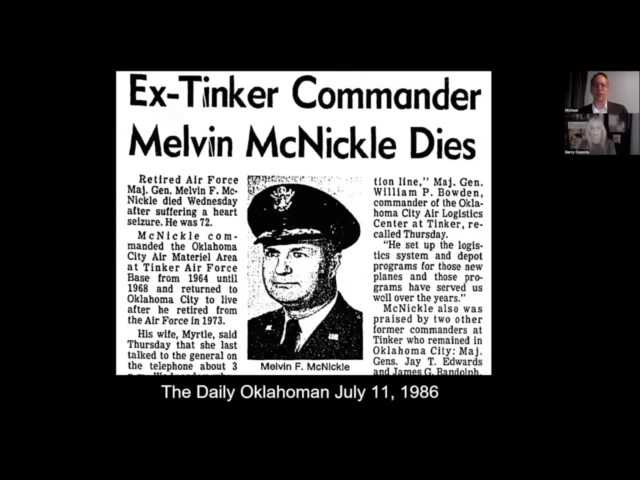 Ex-Tinker Commander
Melvin McNickle Dies
Retired Air Force
Maj. Gen. Melvin F. Mc-
Nickle died Wednesday
after suffering a heart
seizure. He was 72.
McNickle com-
manded the Oklahoma
City Air Materiel Area
at Tinker Air Force
Base from 1964 until
1968 and returned to
Oklahoma City to live
after he retired from
the Air Force in 1973.
His wife, Myrtle, said
Thursday that she last
talked to the general on
the telephone about 3
Melvin F. McNickle
tion line," Maj. Gen.
William P. Bowden,
commander of the Okla-
homa City Air Logistics
Center at Tinker, re-
called Thursday.
"He set up the logis-
tics system and depot
programs for those new
planes and those pro-
grams have served us
well over the years."
McNickle also was
praised by two other
former commanders at
Tinker who remained in
Oklahoma City: Maj.
Gens. Jay T. Edwards
and James G. Randolph.
The Daily Oklahoman July 11, 1986
Michael